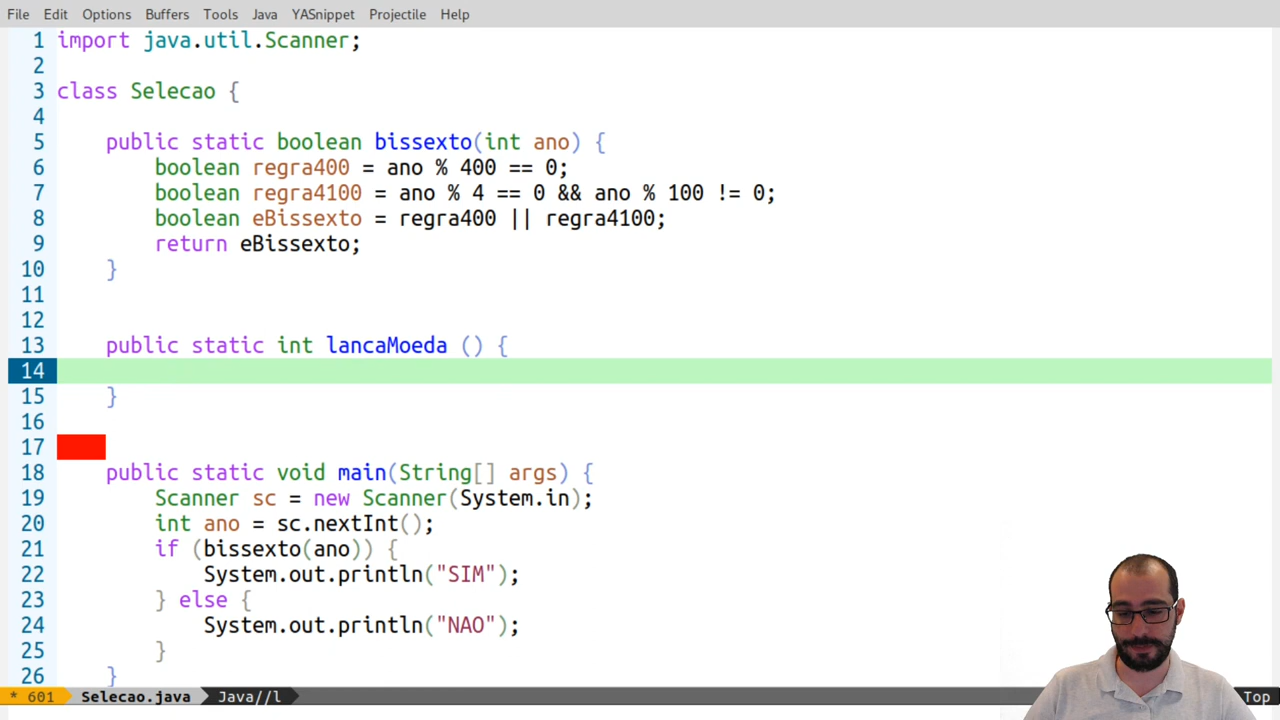 File Edit Options Buffers Tools Java YASnippet Projectile Help
1 import java.util.Scanner;
2
3 class Selecao {
4
5 public static boolean bissexto(int ano) {
6 boolean regra400 = ano % 400 == 0;
7 boolean regra4100 = ano % 4 == 0 && ano % 100 != 0;
8 boolean eBissexto = regra400 || regra4100;
9 return eBissexto;
10 }
11
12
13 public static int lancaMoeda () {
14
15 }
16
17
18 public static void main(String[] args) {
19 Scanner sc = new Scanner(System.in);
20 int ano = sc.nextInt();
21 if (bissexto(ano)) {
22 System.out.println("SIM");
23 } else {
24 System.out.println("NAO");
25 }
26 }
* 601 Selecao.java Java//l Top